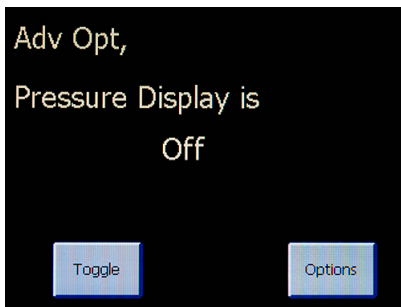 Adv Opt,
Pressure Display is
Off
Toggle
Options